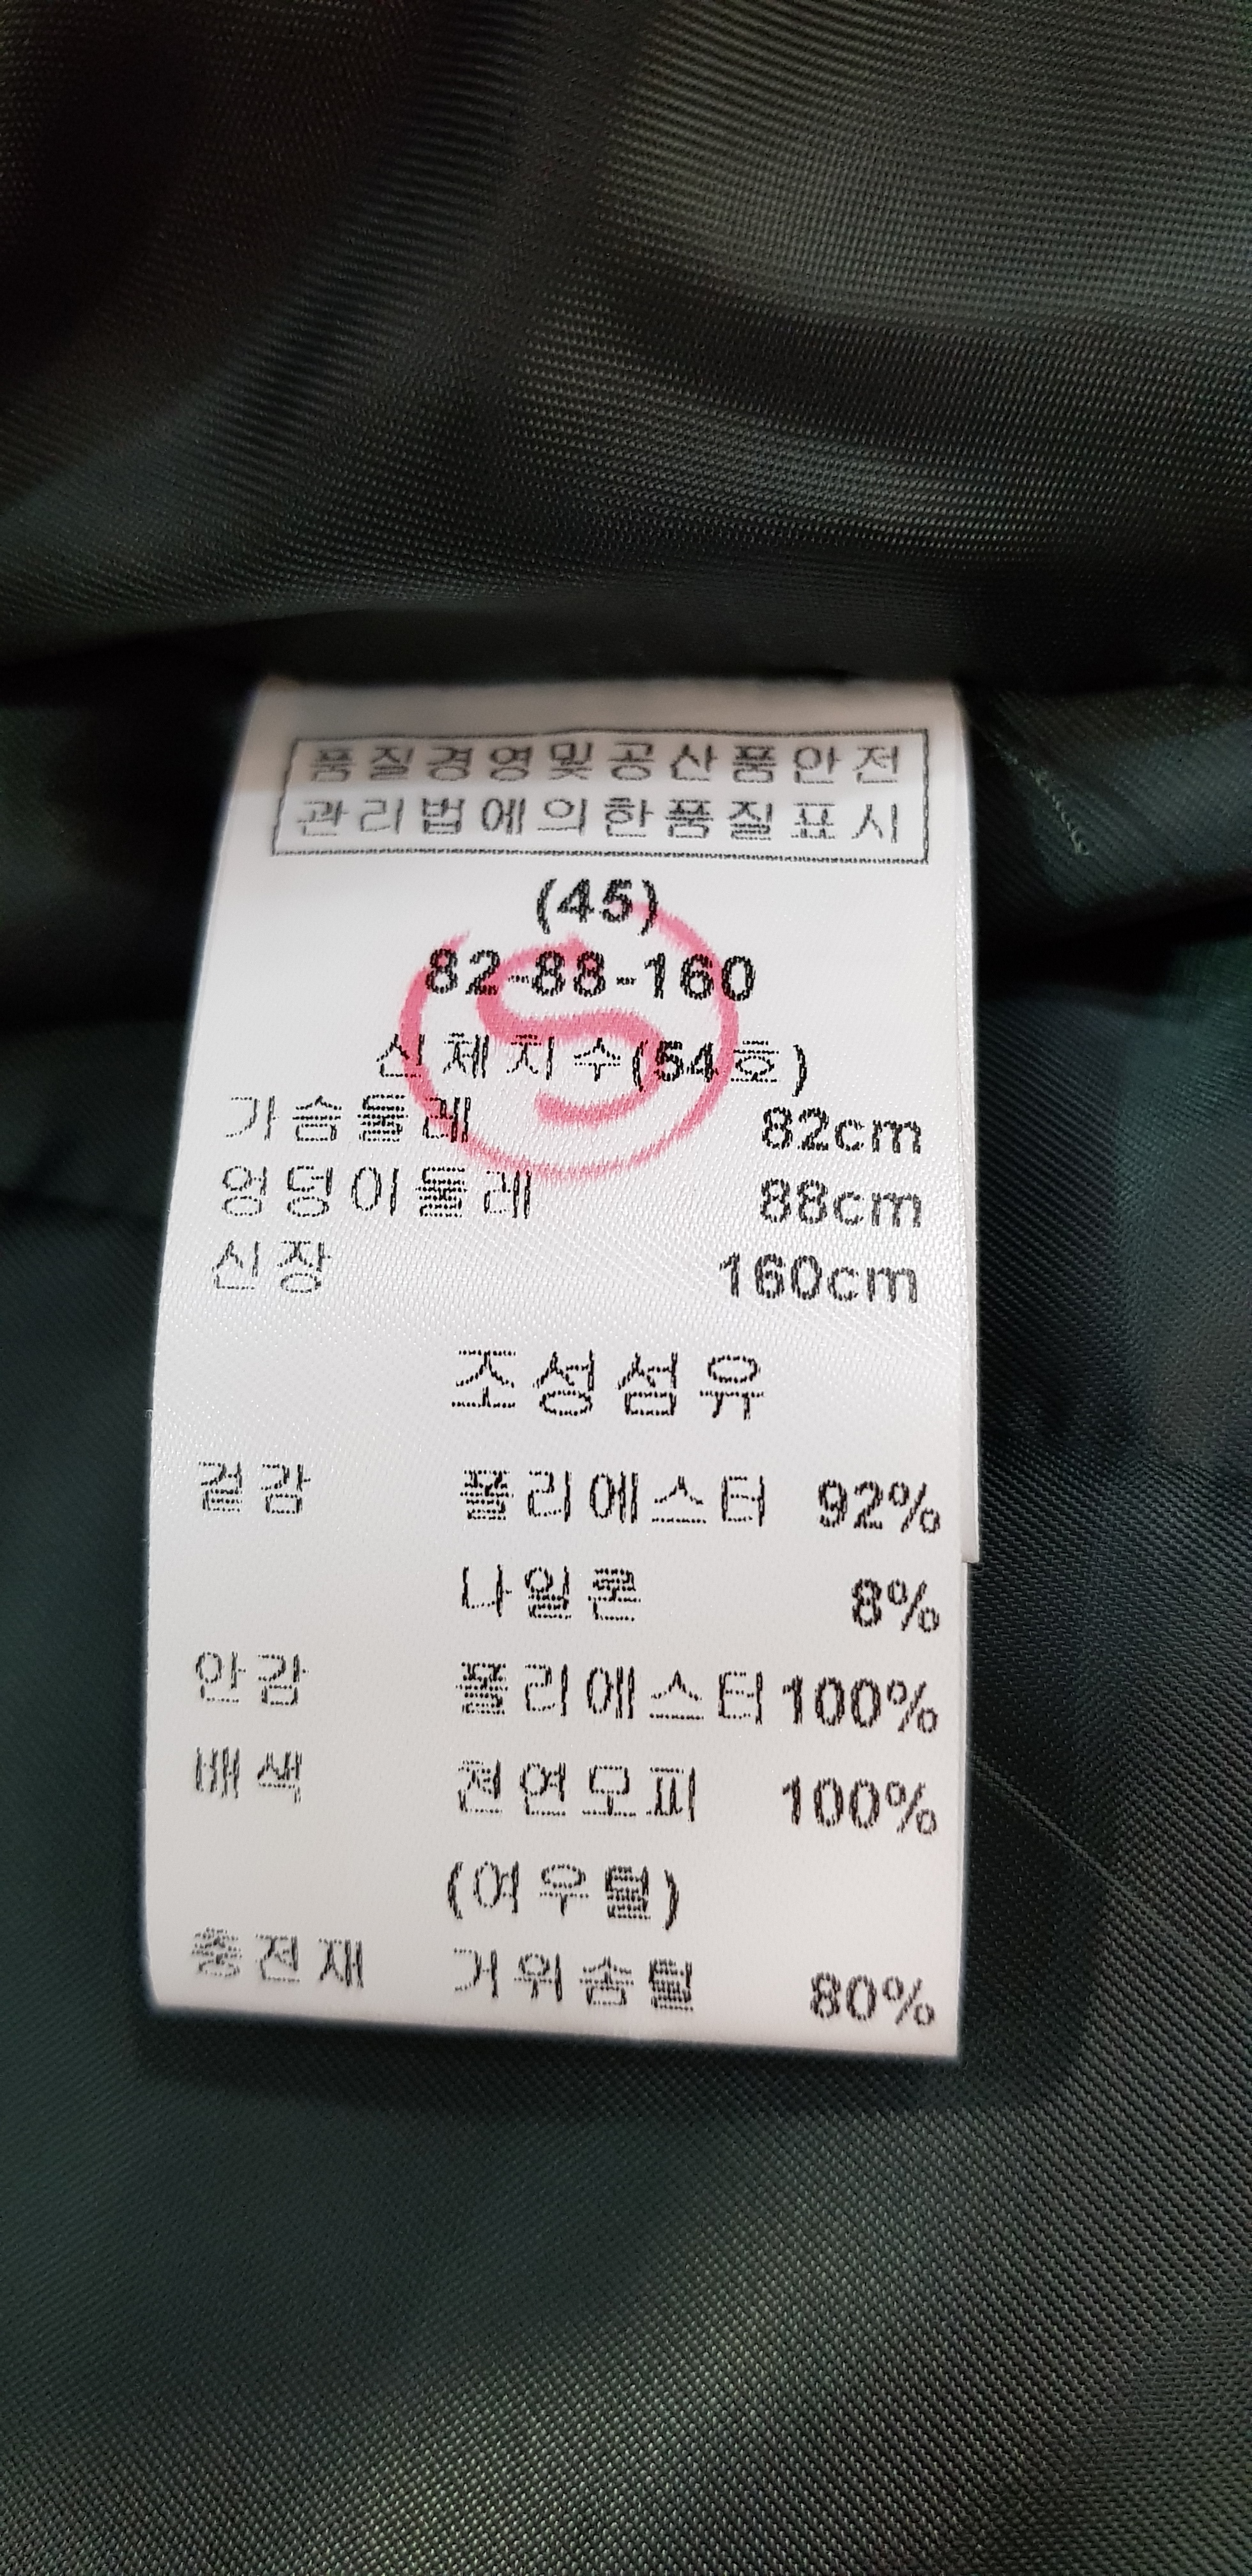 품질경영및공산품안전
관리법에의한품질표시
(45)
82-88-160
S
신체치수(54호)
가슴둘레 82cm
엉덩이둘레 88cm
신장 160cm
조성섬유
겉감 폴리에스터 92%
나일론 8%
안감 폴리에스터 100%
배색 천연모피 100%
(여우털)
충전재 거위솜털 80%